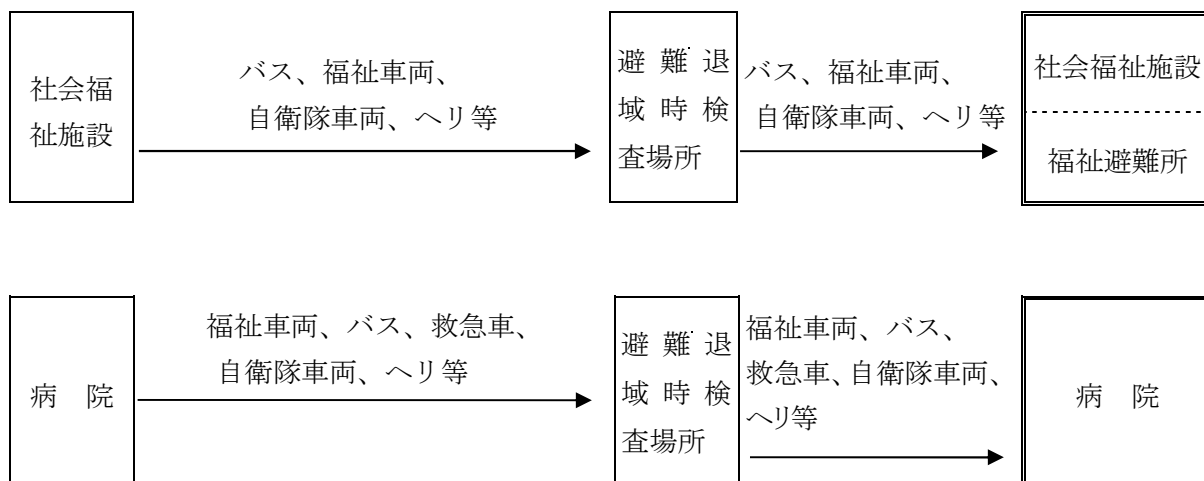 社会福
祉施設
バス、福祉車両、
自衛隊車両、ヘリ等
避難退
域時検
査場所
バス、福祉車両、
自衛隊車両、ヘリ等
社会福祉施設
福祉避難所
病　院
福祉車両、バス、救急車、
自衛隊車両、ヘリ等
避難退
域時検
査場所
福祉車両、バス、
救急車、自衛隊車両、
ヘリ等
病　院